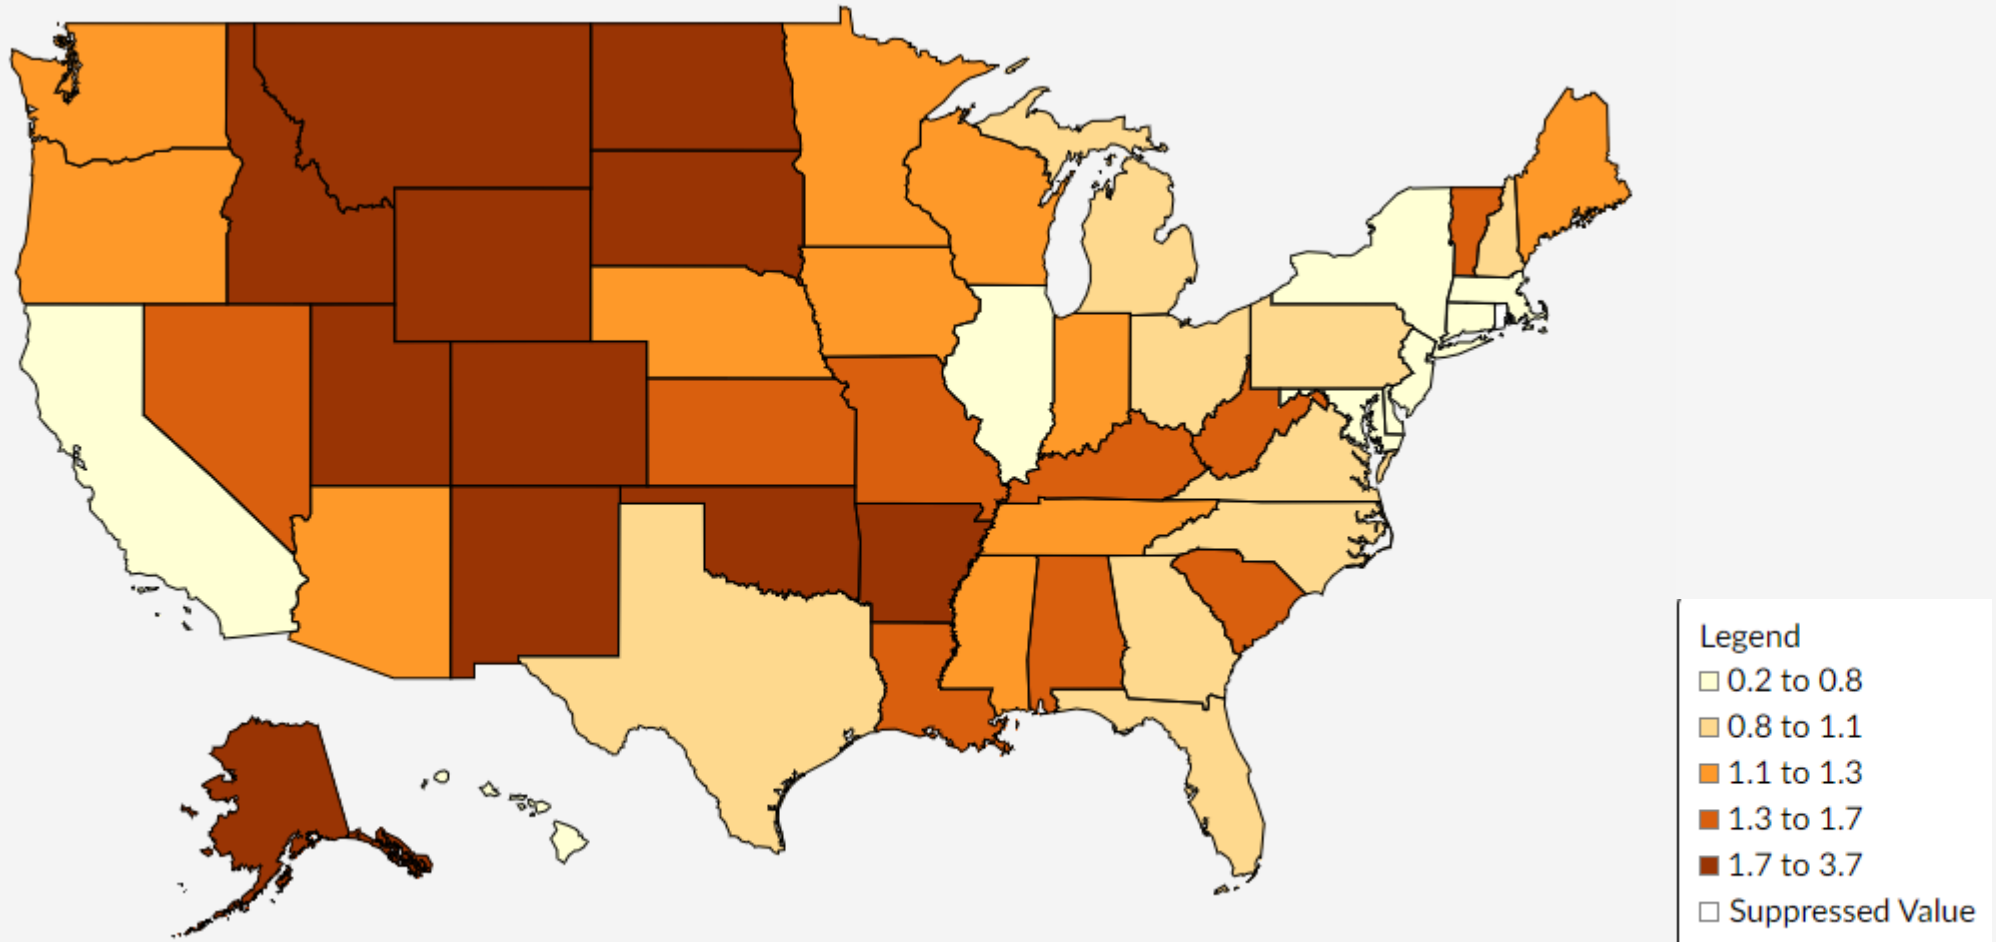 Legend
0.2 to 0.8
0.8 to 1.1
1.1 to 1.3
1.3 to 1.7
1.7 to 3.7
Suppressed Value